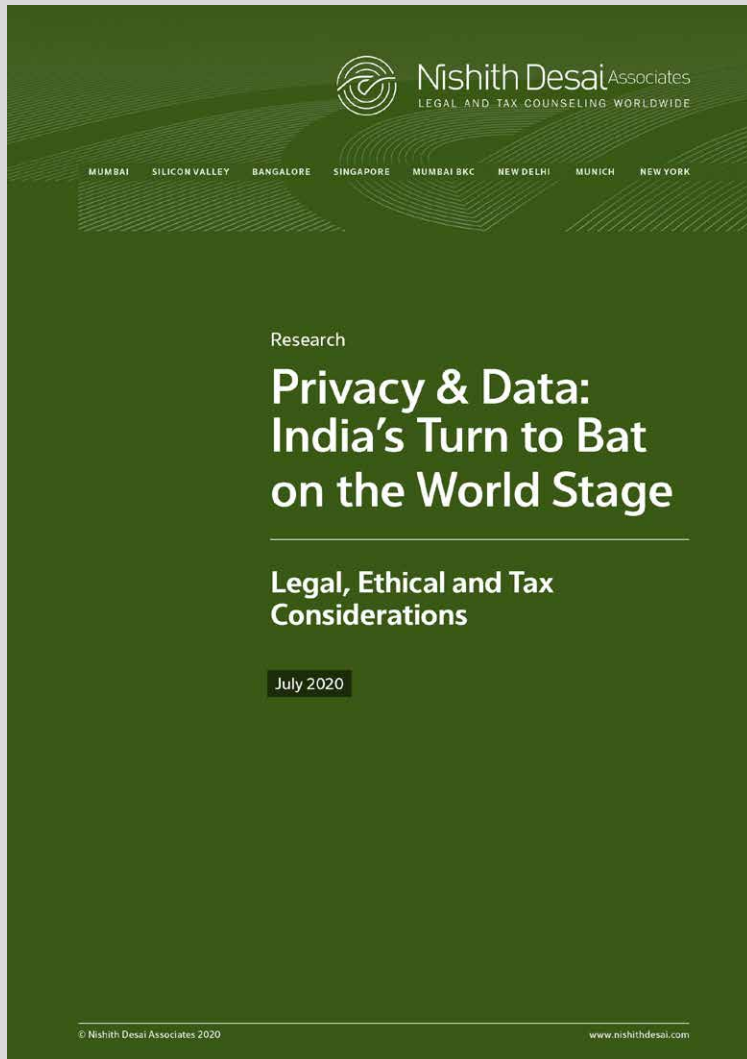 Nishith Desai Associates
LEGAL AND TAX COUNSELING WORLDWIDE
MUMBAI SILICON VALLEY BANGALORE SINGAPORE MUMBAI BKC NEW DELHI MUNICH NEW YORK
Research
Privacy & Data:
India’s Turn to Bat
on the World Stage
Legal, Ethical and Tax
Considerations
July 2020
© Nishith Desai Associates 2020 www.nishithdesai.com